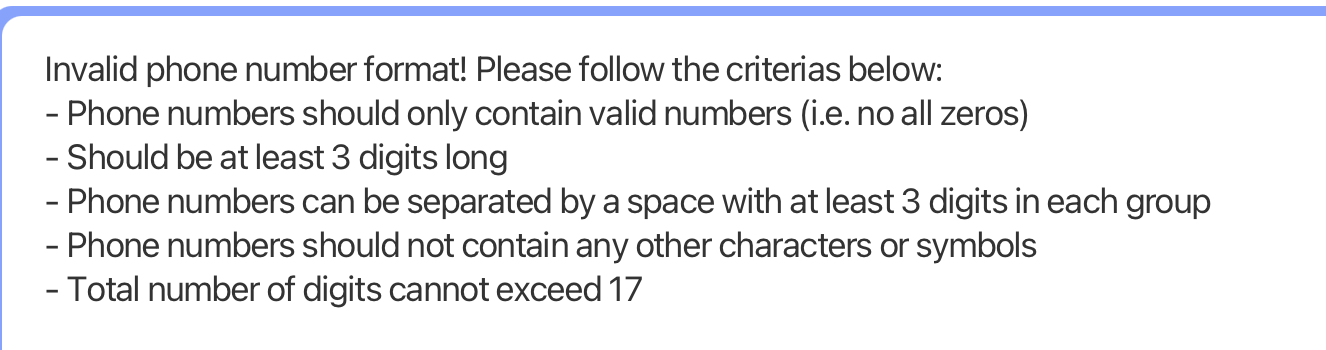 Invalid phone number format! Please follow the criterias below:
- Phone numbers should only contain valid numbers (i.e. no all zeros)
- Should be at least 3 digits long
- Phone numbers can be separated by a space with at least 3 digits in each group
- Phone numbers should not contain any other characters or symbols
- Total number of digits cannot exceed 17